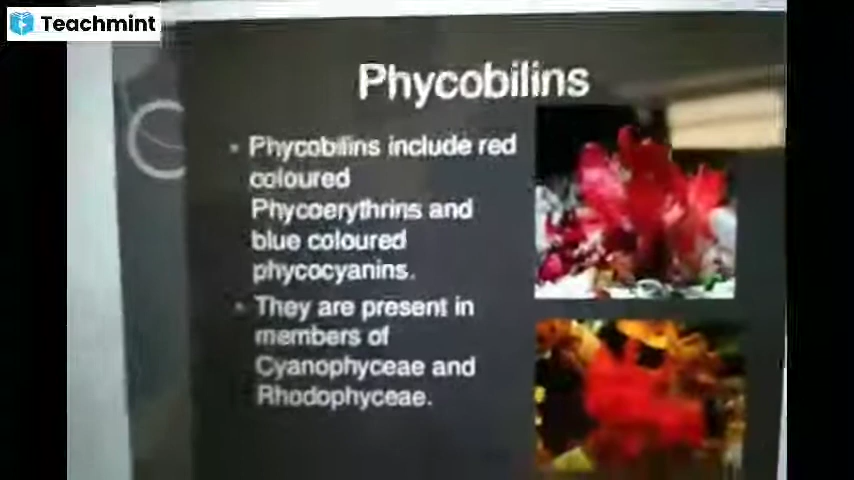 Teachmint
Phycobilins
Phycobilins include red
coloured
Phycoerythrins and
blue coloured
phycocyanins.
They are present in
members of
Cyanophyceae and
Rhodophyceae.